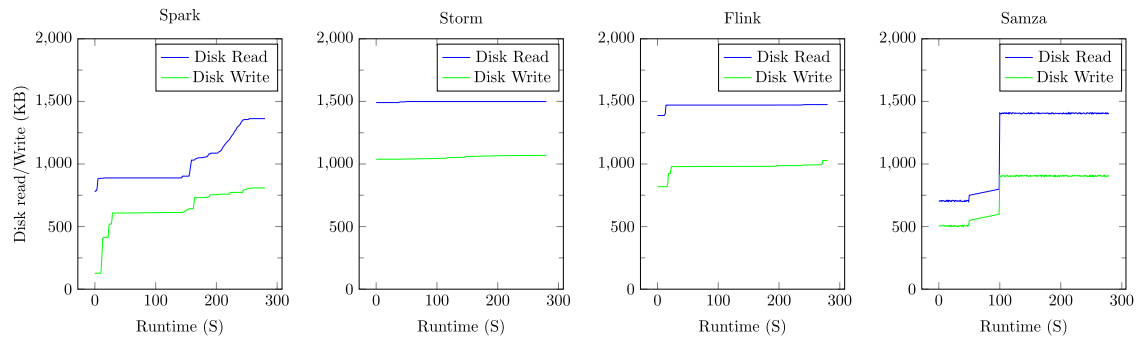 Spark
Disk read/Write (KB)
2,000
1,500
1,000
500
0
Disk Read
Disk Write
0 100 200 300
Runtime (S)
Storm
2,000
1,500
1,000
500
0
Disk Read
Disk Write
0 100 200 300
Runtime (S)
Flink
2,000
1,500
1,000
500
0
Disk Read
Disk Write
0 100 200 300
Runtime (S)
Samza
2,000
1,500
1,000
500
0
Disk Read
Disk Write
0 100 200 300
Runtime (S)